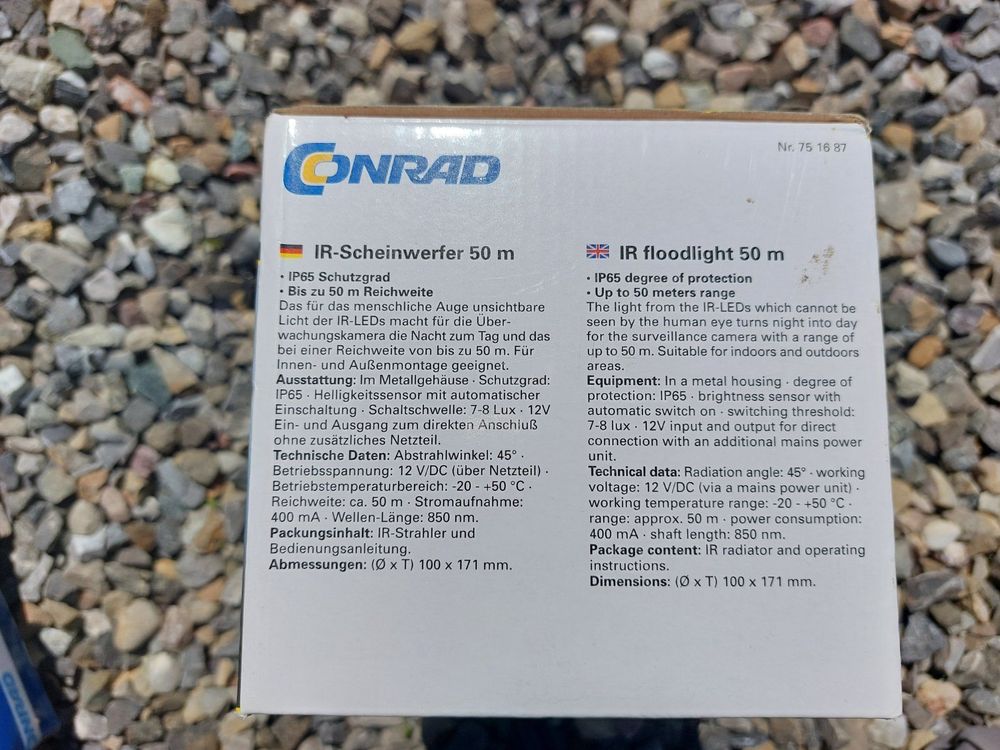 CONRAD
Nr. 75 16 87
IR-Scheinwerfer 50 m
• IP65 Schutzgrad
• Bis zu 50 m Reichweite
Das für das menschliche Auge unsichtbare
Licht der IR-LEDs macht für die Über-
wachungskamera die Nacht zum Tag und das
bei einer Reichweite von bis zu 50 m. Für
Innen- und Außenmontage geeignet.
Ausstattung: Im Metallgehäuse · Schutzgrad:
IP65 · Helligkeitssensor mit automatischer
Einschaltung · Schaltschwelle: 7-8 Lux · 12V
Ein- und Ausgang zum direkten Anschluß
ohne zusätzliches Netzteil.
Technische Daten: Abstrahlwinkel: 45° ·
Betriebsspannung: 12 V/DC (über Netzteil) ·
Betriebstemperaturbereich: -20 - +50 °C ·
Reichweite: ca. 50 m · Stromaufnahme:
400 mA · Wellen-Länge: 850 nm.
Packungsinhalt: IR-Strahler und
Bedienungsanleitung.
Abmessungen: (Ø x T) 100 x 171 mm.
IR floodlight 50 m
• IP65 degree of protection
• Up to 50 meters range
The light from the IR-LEDs which cannot be
seen by the human eye turns night into day
for the surveillance camera with a range of
up to 50 m. Suitable for indoors and outdoors
areas.
Equipment: In a metal housing · degree of
protection: IP65 · brightness sensor with
automatic switch on · switching threshold:
7-8 lux · 12V input and output for direct
connection with an additional mains power
unit.
Technical data: Radiation angle: 45° · working
voltage: 12 V/DC (via a mains power unit) ·
working temperature range: -20 - +50 °C ·
range: approx. 50 m · power consumption:
400 mA · shaft length: 850 nm.
Package content: IR radiator and operating
instructions.
Dimensions: (Ø x T) 100 x 171 mm.